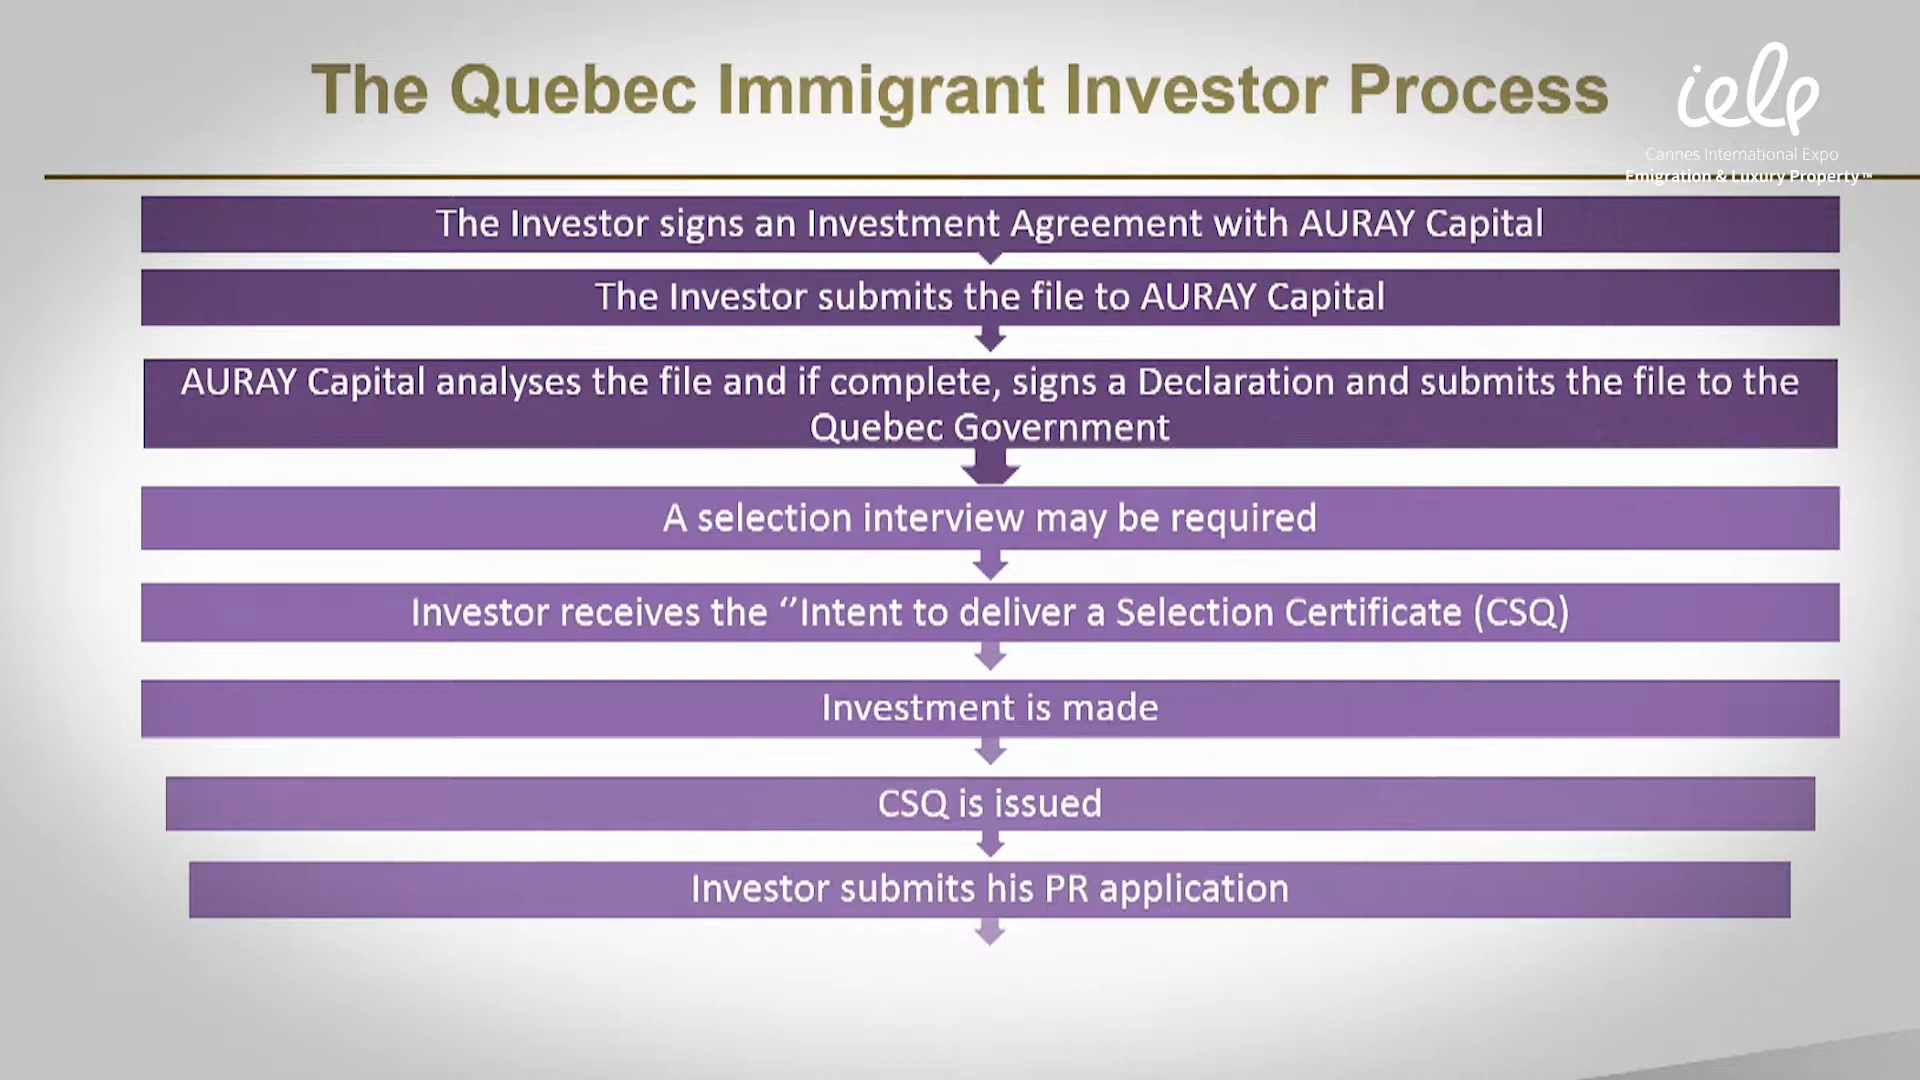 The Quebec Immigrant Investor Process
ielp
Cannes International Expo
Emigration & Luxury Property™
The Investor signs an Investment Agreement with AURAY Capital
The Investor submits the file to AURAY Capital
AURAY Capital analyses the file and if complete, signs a Declaration and submits the file to the
Quebec Government
A selection interview may be required
Investor receives the ‘’Intent to deliver a Selection Certificate (CSQ)
Investment is made
CSQ is issued
Investor submits his PR application